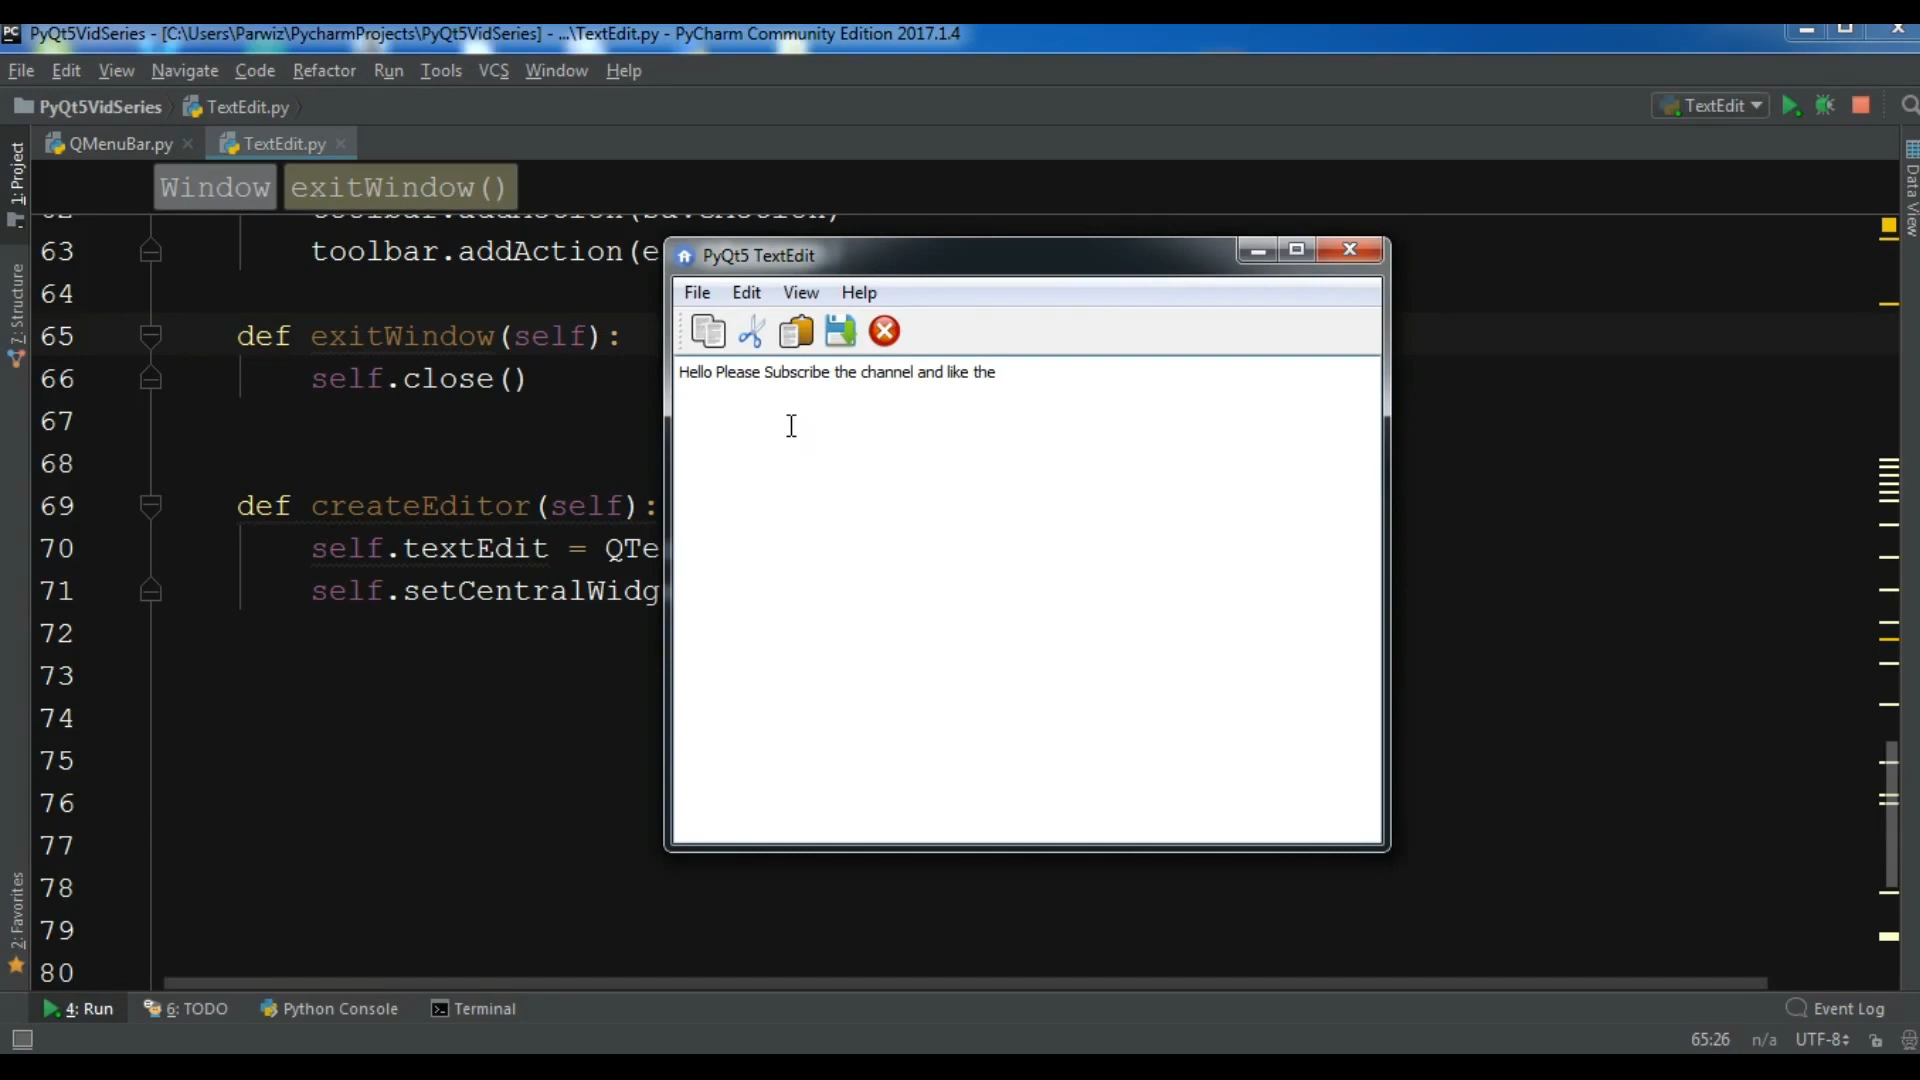 PyQt5VidSeries - [C:\Users\Parwiz\PycharmProjects\PyQt5VidSeries] - ...\TextEdit.py - PyCharm Community Edition 2017.1.4
File Edit View Navigate Code Refactor Run Tools VCS Window Help
PyQt5VidSeries TextEdit.py TextEdit
QMenuBar.py TextEdit.py
1: Project
Z: Structure
2: Favorites
Data View
Window exitWindow()
63 toolbar.addAction(e
64
65 def exitWindow(self):
66 self.close()
67
68
69 def createEditor(self):
70 self.textEdit = QTe
71 self.setCentralWidg
72
73
74
75
76
77
78
79
80
PyQt5 TextEdit
File Edit View Help
Hello Please Subscribe the channel and like the
4: Run 6: TODO Python Console Terminal Event Log
65:26 n/a UTF-8